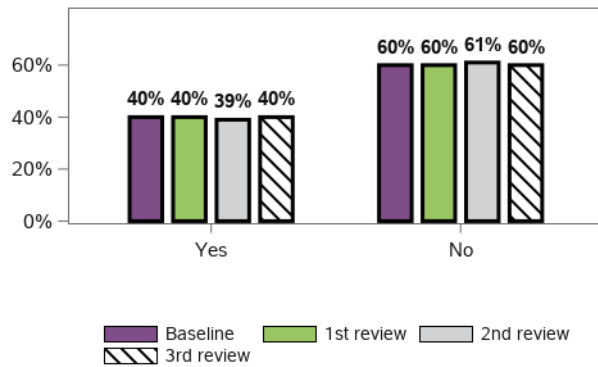 60% 60% 61% 60%
60%
40% 40% 39% 40%
40%
20%
0%
Yes No
Baseline 1st review 2nd review
3rd review